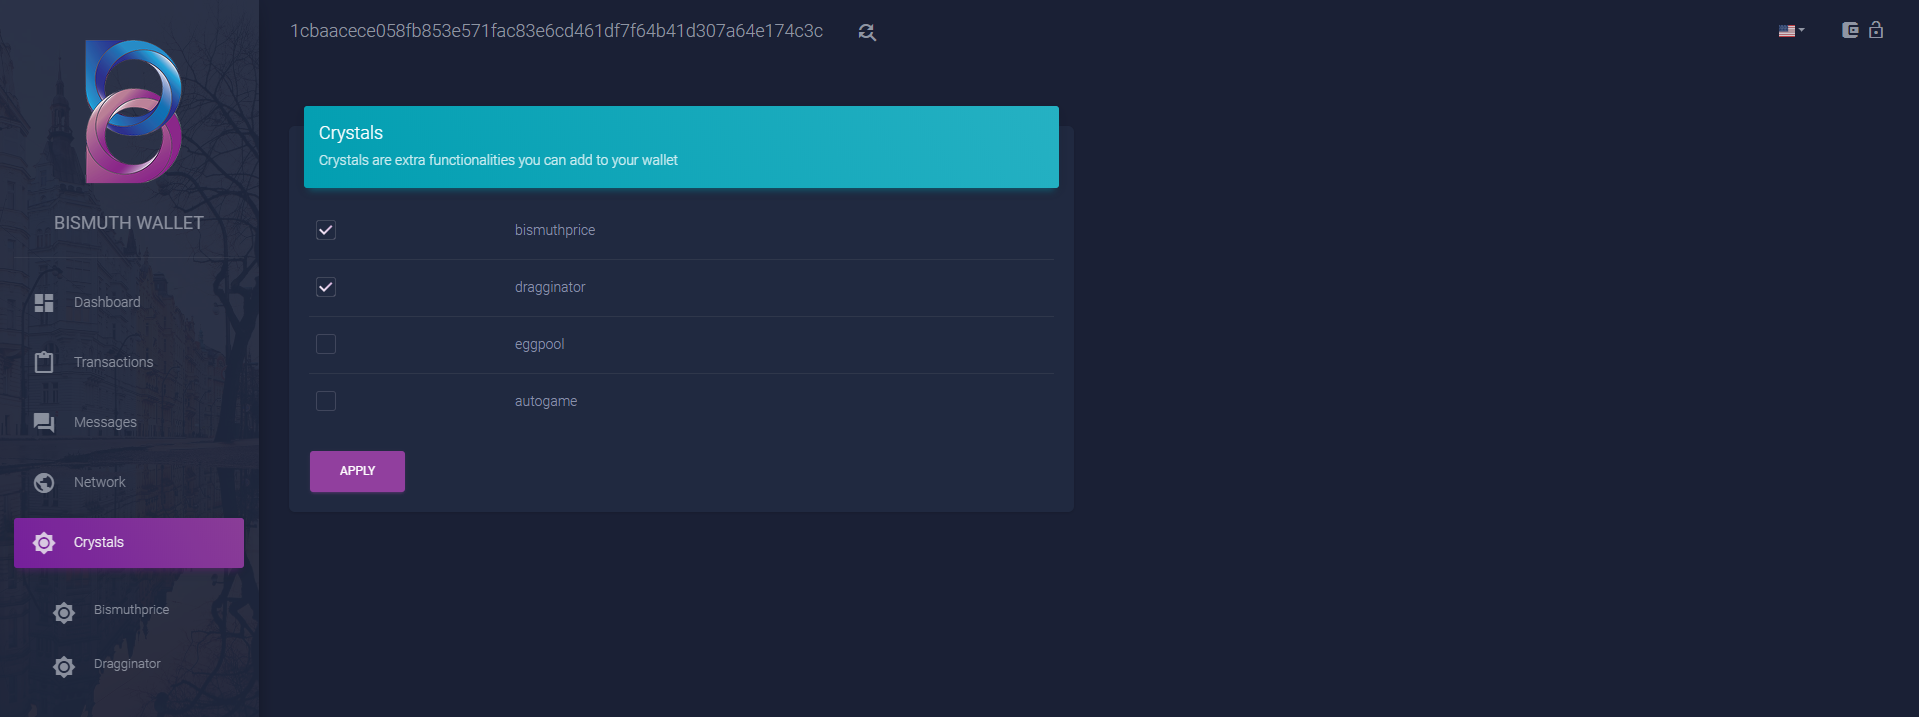 BISMUTH WALLET
Dashboard
Transactions
Messages
Network
Crystals
Bismuthprice
Dragginator
1cbaacece058fb853e571fac83e6cd461df7f64b41d307a64e174c3c
Crystals
Crystals are extra functionalities you can add to your wallet
bismuthprice
dragginator
eggpool
autogame
APPLY